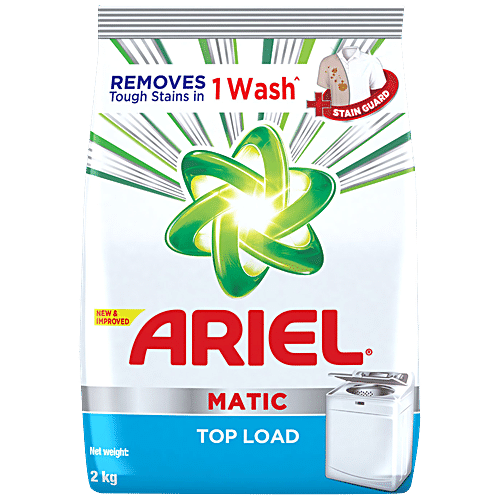 REMOVES
Tough Stains in
1 Wash^
STAIN GUARD
NEW &
IMPROVED
ARIEL®
MATIC
TOP LOAD
Net weight:
2 kg